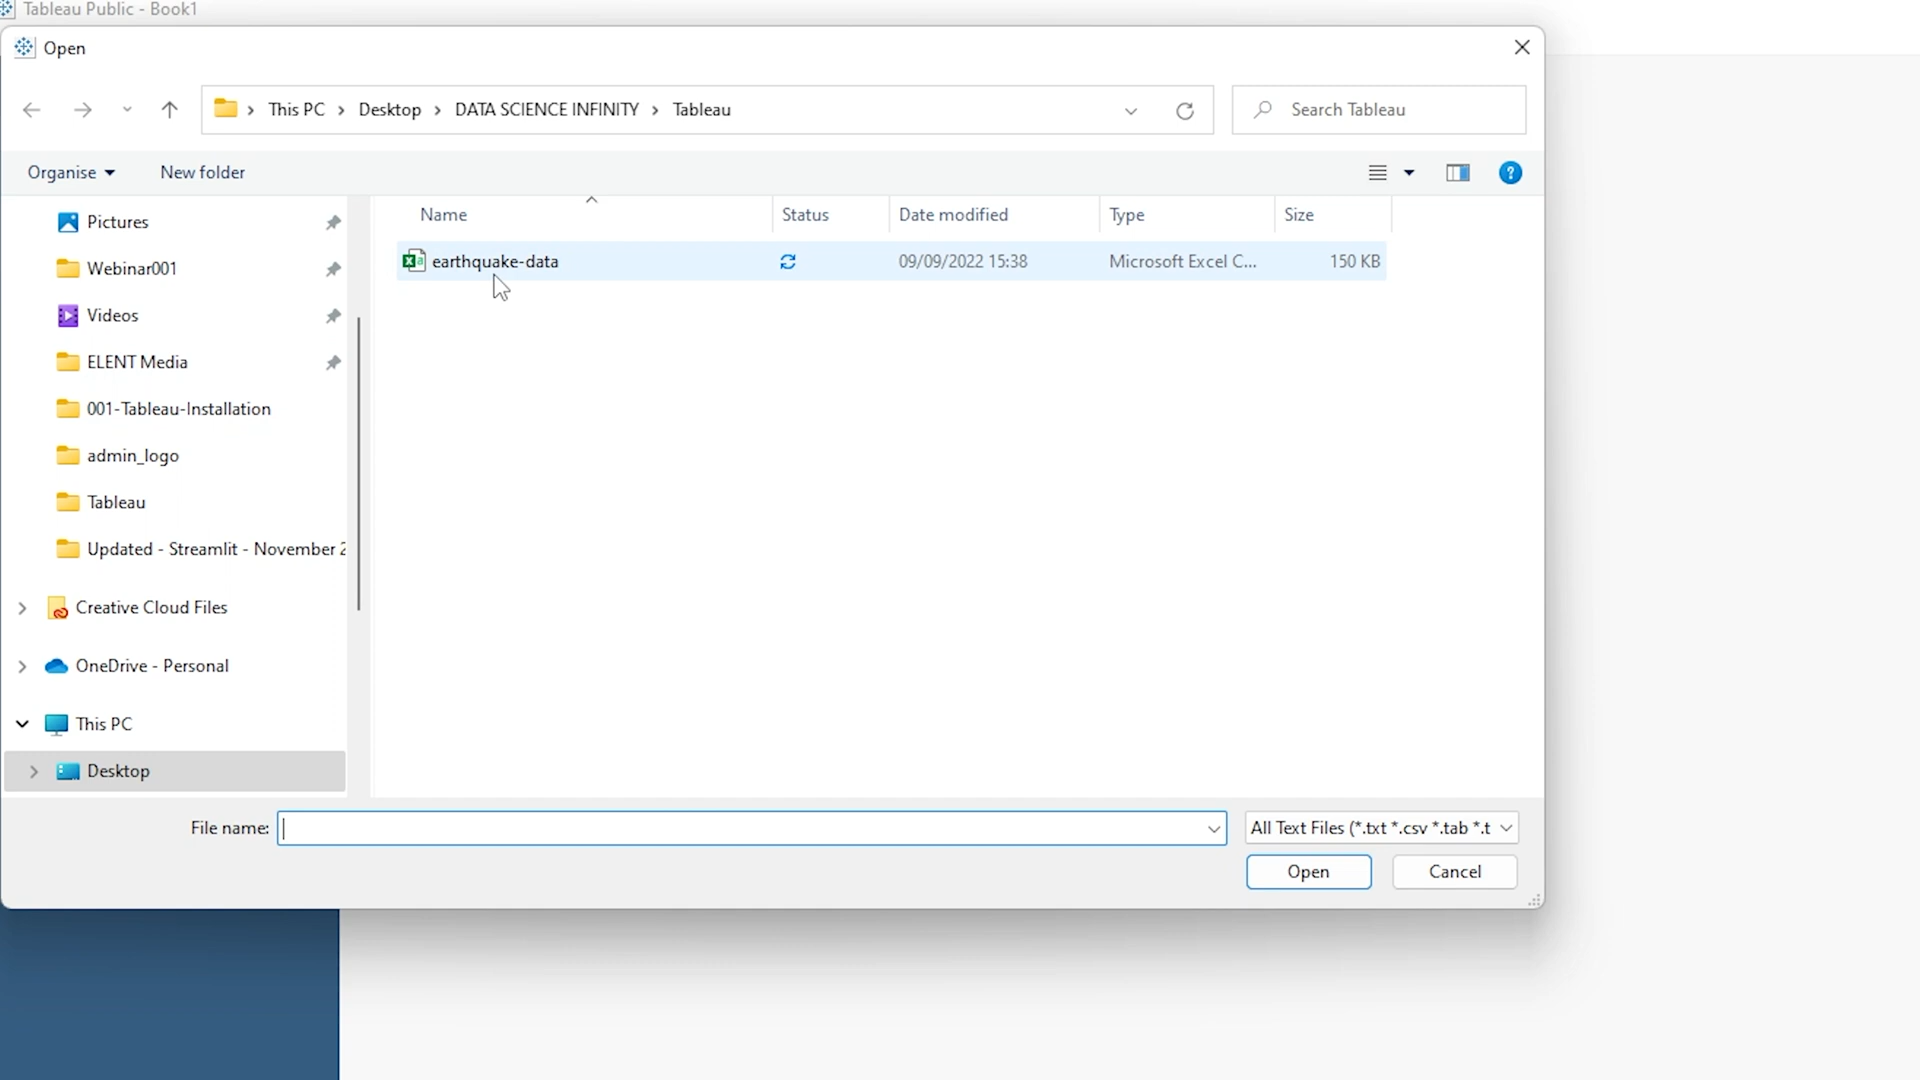 Tableau Public - Book1
Open
This PC > Desktop > DATA SCIENCE INFINITY > Tableau
Search Tableau
Organise
New folder
?
Name
Status
Date modified
Type
Size
earthquake-data
09/09/2022 15:38
Microsoft Excel C...
150 KB
Pictures
Webinar001
Videos
ELENT Media
001-Tableau-Installation
admin_logo
Tableau
Updated - Streamlit - November 2
Creative Cloud Files
OneDrive - Personal
This PC
Desktop
File name:
All Text Files (*.txt *.csv *.tab *.t
Open
Cancel